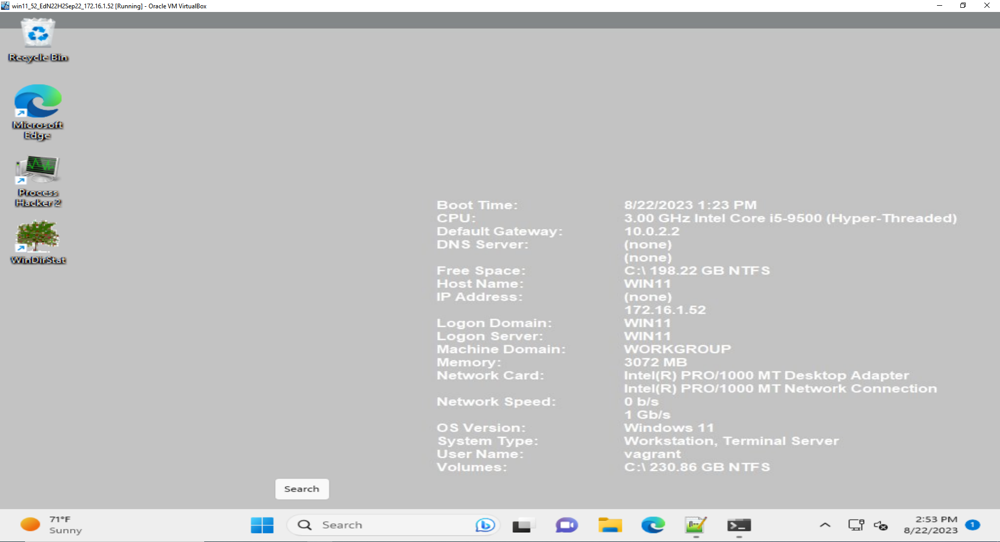 win11_52_EdN22H2Sep22_172.16.1.52 [Running] - Oracle VM VirtualBox
Recycle Bin
Microsoft
Edge
Process
Hacker 2
WinDirStat
Boot Time: 8/22/2023 1:23 PM
CPU: 3.00 GHz Intel Core i5-9500 (Hyper-Threaded)
Default Gateway: 10.0.2.2
DNS Server: (none)
(none)
Free Space: C:\ 198.22 GB NTFS
Host Name: WIN11
IP Address: (none)
172.16.1.52
Logon Domain: WIN11
Logon Server: WIN11
Machine Domain: WORKGROUP
Memory: 3072 MB
Network Card: Intel(R) PRO/1000 MT Desktop Adapter
Intel(R) PRO/1000 MT Network Connection
Network Speed: 0 b/s
1 Gb/s
OS Version: Windows 11
System Type: Workstation, Terminal Server
User Name: vagrant
Volumes: C:\ 230.86 GB NTFS
Search
71°F
Sunny
Search
2:53 PM
8/22/2023
1